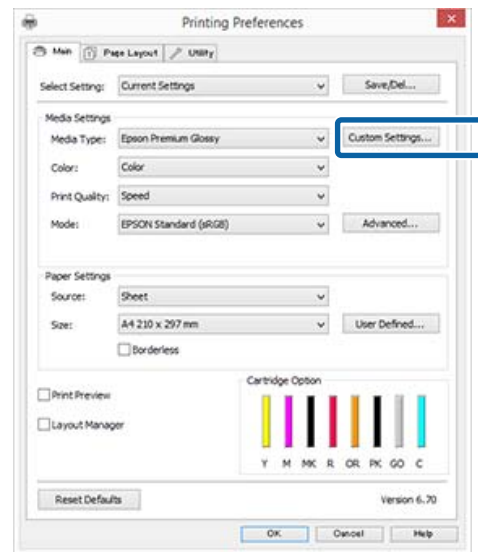 Printing Preferences
Main Page Layout Utility
Select Setting: Current Settings Save/Del...
Media Settings
Media Type: Epson Premium Glossy Custom Settings...
Color: Color
Print Quality: Speed
Mode: EPSON Standard (sRGB) Advanced...
Paper Settings
Source: Sheet
Size: A4 210 x 297 mm User Defined...
Borderless
Cartridge Option
Print Preview
Layout Manager
Y M MK R OR PK GO C
Reset Defaults Version 6.70
OK Cancel Help